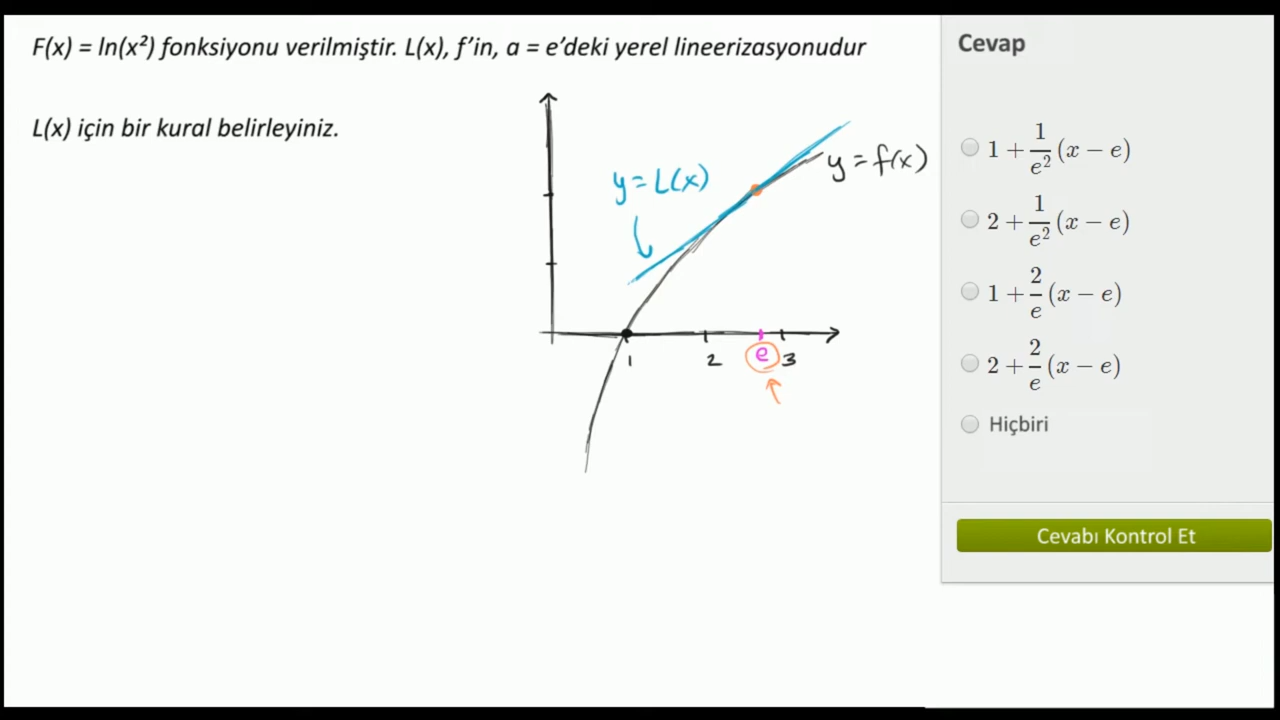 F(x) = ln(x²) fonksiyonu verilmiştir. L(x), f'in, a = e'deki yerel lineerizasyonudur
L(x) için bir kural belirleyiniz.
y = L(x)
y = f(x)
1 2 e 3
Cevap
1 + 1/e² (x − e)
2 + 1/e² (x − e)
1 + 2/e (x − e)
2 + 2/e (x − e)
Hiçbiri
Cevabı Kontrol Et